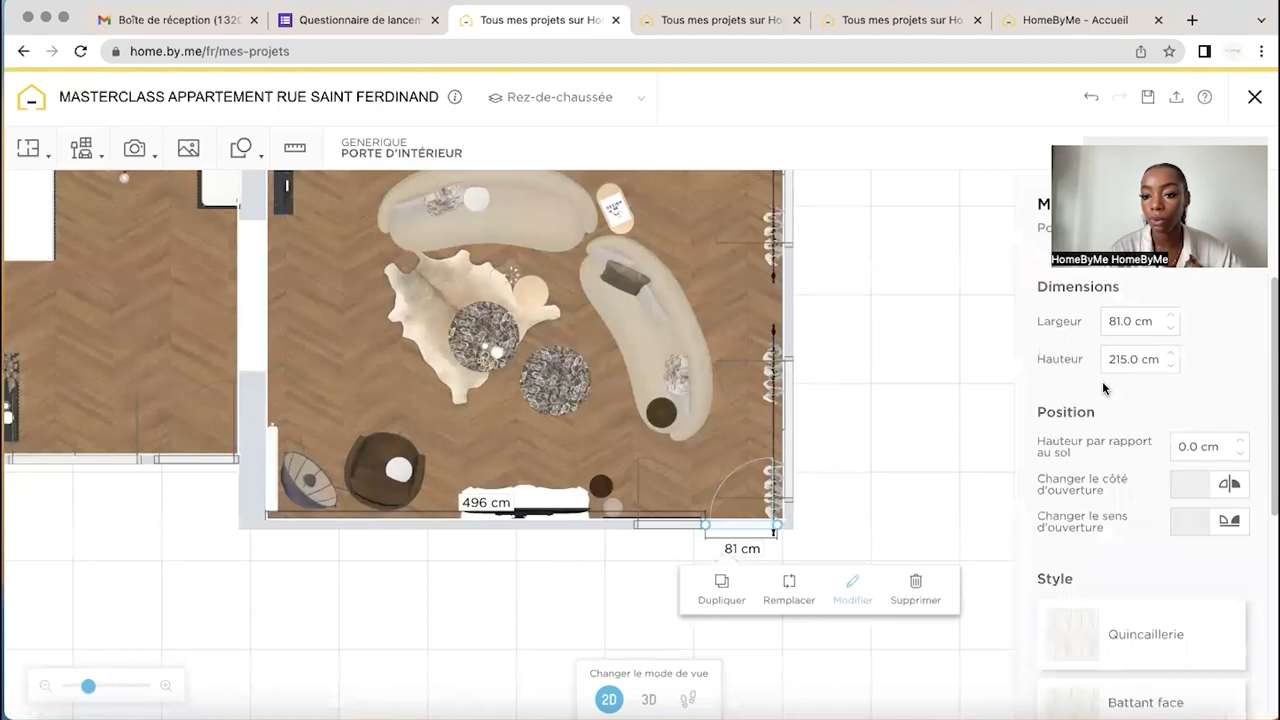 Boîte de réception (1 320
Questionnaire de lancem
Tous mes projets sur Ho
Tous mes projets sur Ho
Tous mes projets sur Ho
HomeByMe - Accueil
home.by.me/fr/mes-projets
MASTERCLASS APPARTEMENT RUE SAINT FERDINAND
Rez-de-chaussée
GENERIQUE
PORTE D'INTÉRIEUR
HomeByMe HomeByMe
Dimensions
Largeur 81.0 cm
Hauteur 215.0 cm
Position
Hauteur par rapport
au sol
0.0 cm
Changer le côté
d'ouverture
Changer le sens
d'ouverture
Style
Quincaillerie
Battant face
496 cm
81 cm
Dupliquer Remplacer Modifier Supprimer
Changer le mode de vue
2D 3D